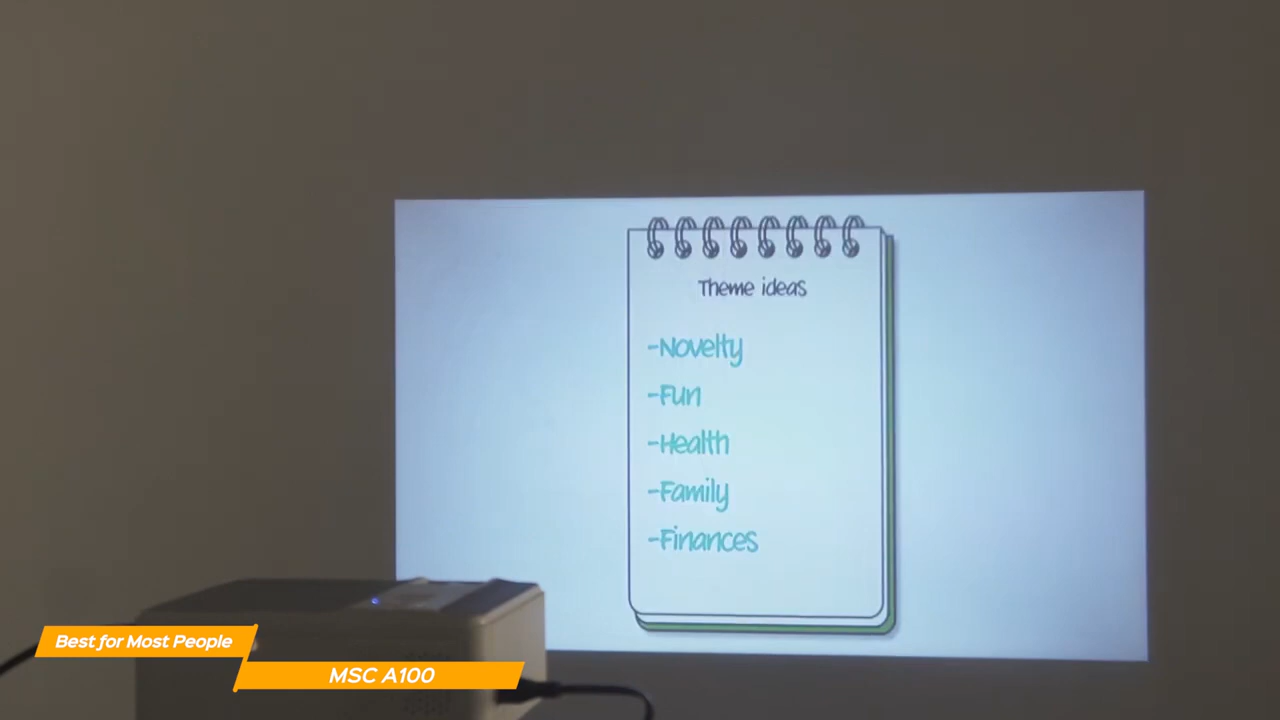 Theme ideas
-Novelty
-Fun
-Health
-Family
-Finances
Best for Most People
MSC A100